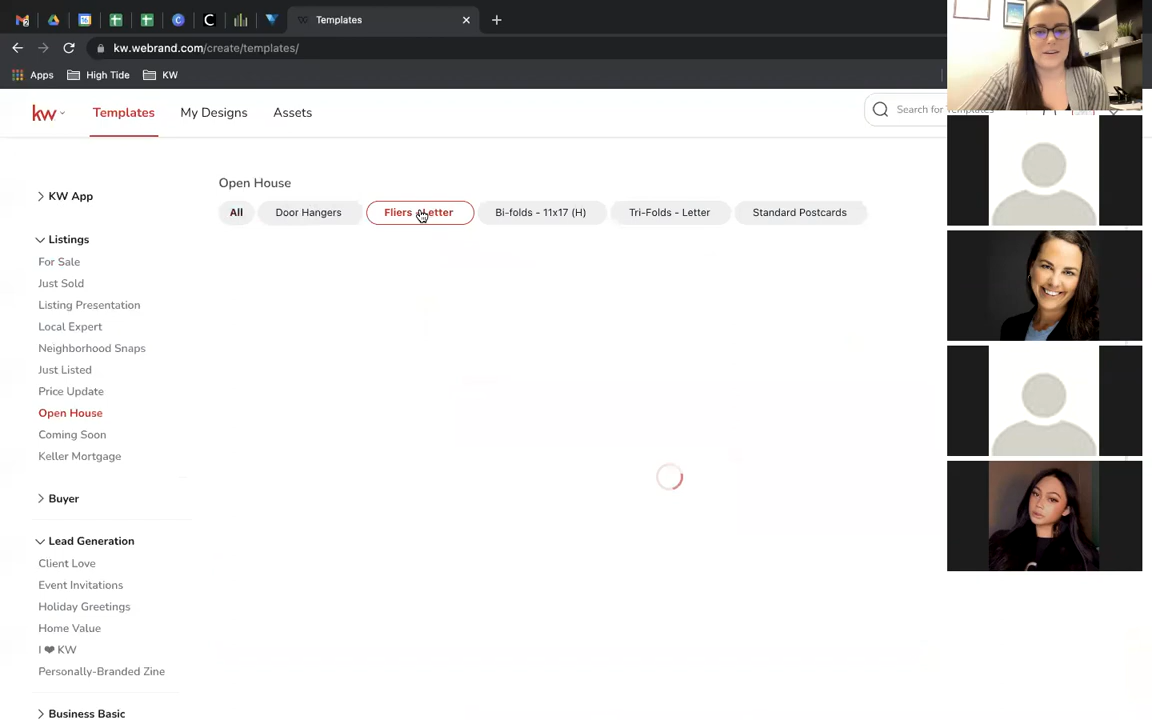 Templates
kw.webrand.com/create/templates/
Apps
High Tide
KW
kw
Templates
My Designs
Assets
Search for
Open House
All
Door Hangers
Fliers
Letter
Bi-folds - 11x17 (H)
Tri-Folds - Letter
Standard Postcards
KW App
Listings
For Sale
Just Sold
Listing Presentation
Local Expert
Neighborhood Snaps
Just Listed
Price Update
Open House
Coming Soon
Keller Mortgage
Buyer
Lead Generation
Client Love
Event Invitations
Holiday Greetings
Home Value
I ❤ KW
Personally-Branded Zine
Business Basic